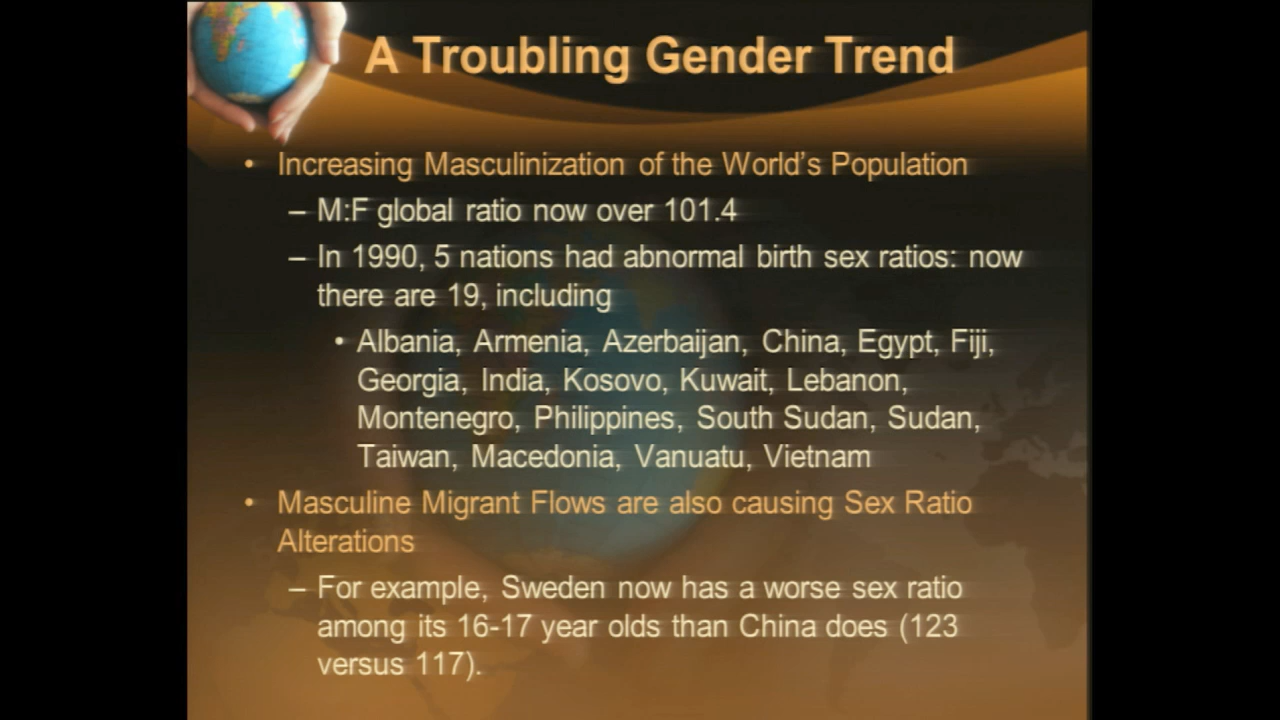 A Troubling Gender Trend
• Increasing Masculinization of the World’s Population
– M:F global ratio now over 101.4
– In 1990, 5 nations had abnormal birth sex ratios: now
there are 19, including
• Albania, Armenia, Azerbaijan, China, Egypt, Fiji,
Georgia, India, Kosovo, Kuwait, Lebanon,
Montenegro, Philippines, South Sudan, Sudan,
Taiwan, Macedonia, Vanuatu, Vietnam
• Masculine Migrant Flows are also causing Sex Ratio
Alterations
– For example, Sweden now has a worse sex ratio
among its 16-17 year olds than China does (123
versus 117).